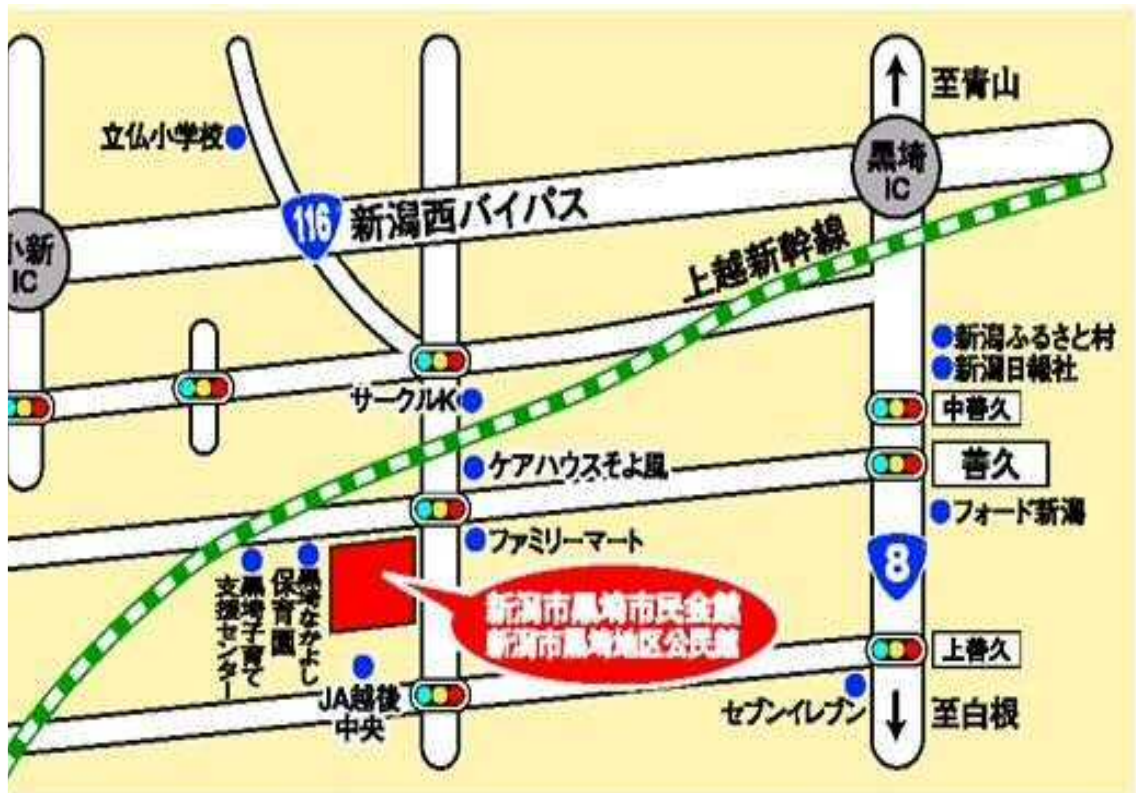 至青山
立仏小学校
黒埼
IC
116
新潟西バイパス
小新
IC
上越新幹線
新潟ふるさと村
新潟日報社
サークルK
中善久
善久
ケアハウスそよ風
フォード新潟
ファミリーマート
8
黒埼なかよし
保育園
黒埼子育て
支援センター
新潟市黒埼市民会館
新潟市黒埼地区公民館
上善久
JA越後
中央
セブンイレブン
至白根